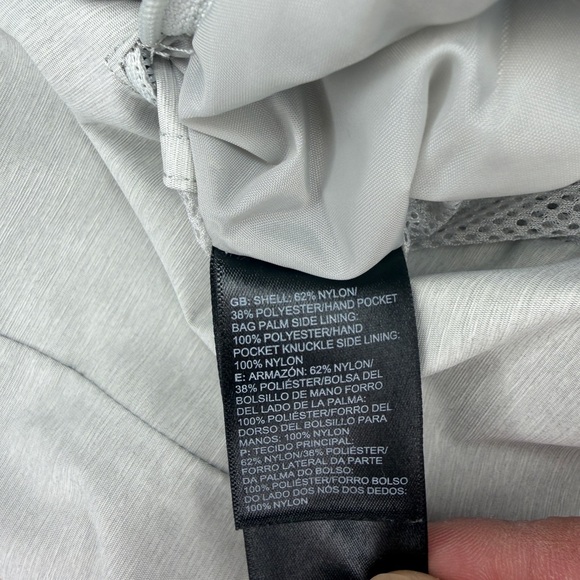 GB: SHELL: 62% NYLON/
38% POLYESTER/HAND POCKET
BAG PALM SIDE LINING:
100% POLYESTER/HAND
POCKET KNUCKLE SIDE LINING:
100% NYLON
E: ARMAZÓN: 62% NYLON/
38% POLIÉSTER/BOLSA DEL
BOLSILLO DE MANO FORRO
DEL LADO DE LA PALMA:
100% POLIÉSTER/FORRO DEL
DORSO DEL BOLSILLO PARA
MANOS: 100% NYLON
P: TECIDO PRINCIPAL:
62% NYLON/38% POLIÉSTER/
FORRO LATERAL DA PARTE
DA PALMA DO BOLSO:
100% POLIÉSTER/FORRO BOLSO
DO LADO DOS NÓS DOS DEDOS:
100% NYLON